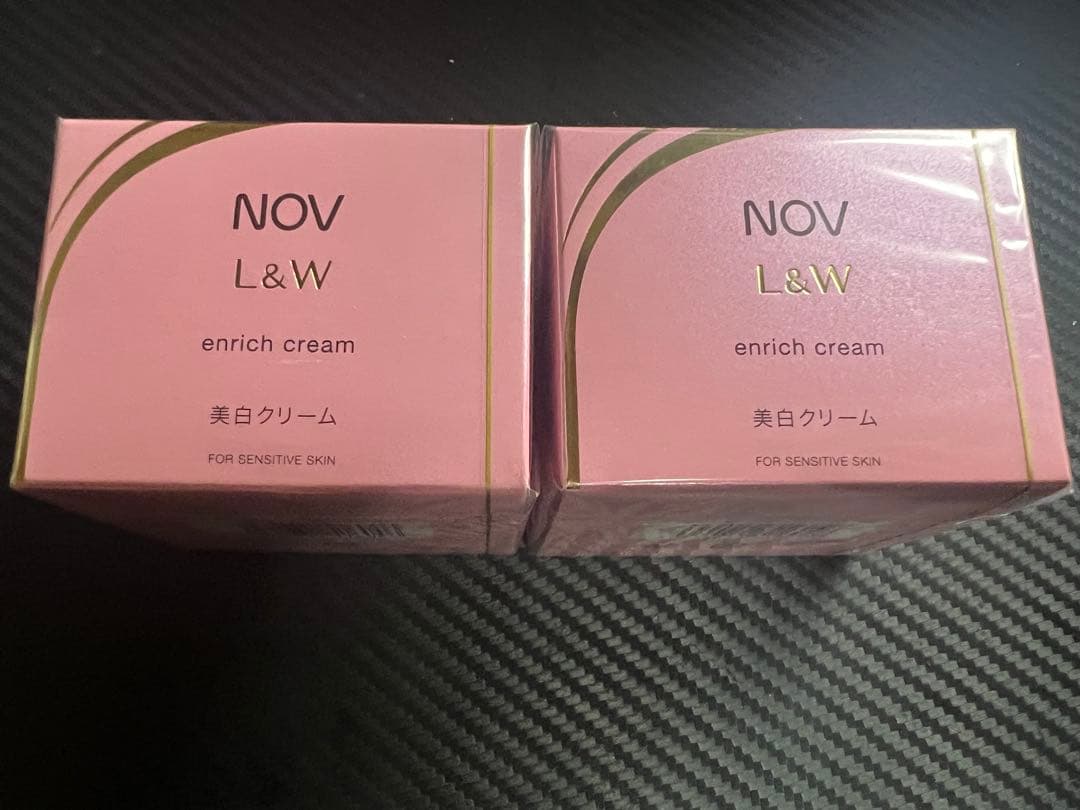 NOV
L&W
enrich cream
美白クリーム
FOR SENSITIVE SKIN
NOV
L&W
enrich cream
美白クリーム
FOR SENSITIVE SKIN